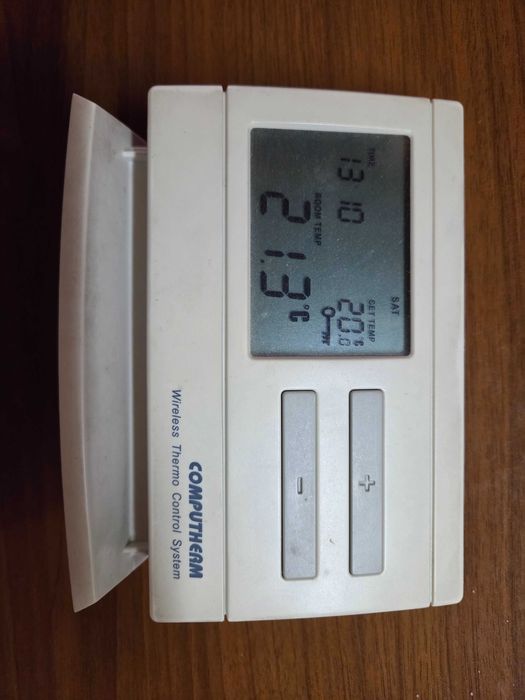 SAT
TIME
13 10
SET TEMP
20.0 °C
ROOM TEMP
21.3 °C
+
-
COMPUTHERM
Wireless Thermo Control System